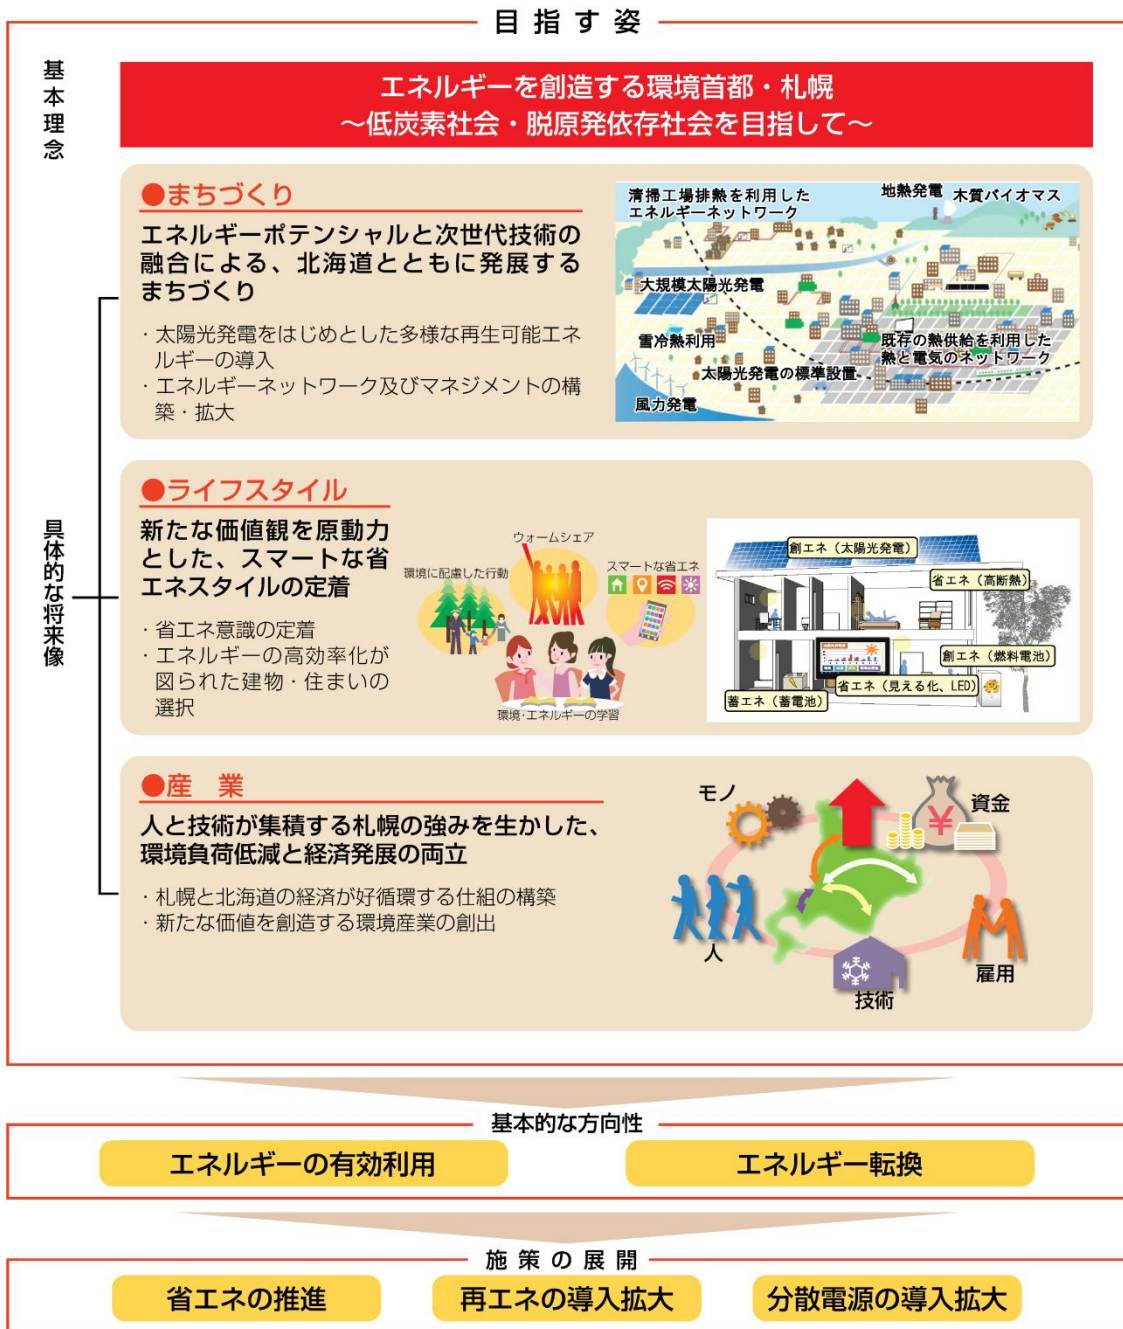 目指す姿
基本理念
エネルギーを創造する環境首都・札幌
～低炭素社会・脱原発依存社会を目指して～
具体的な将来像
●まちづくり
エネルギーポテンシャルと次世代技術の
融合による、北海道とともに発展する
まちづくり
・太陽光発電をはじめとした多様な再生可能エネ
ルギーの導入
・エネルギーネットワーク及びマネジメントの構
築・拡大
清掃工場排熱を利用した
エネルギーネットワーク
地熱発電
木質バイオマス
大規模太陽光発電
雪冷熱利用
既存の熱供給を利用した
熱と電気のネットワーク
太陽光発電の標準設置
風力発電
●ライフスタイル
新たな価値観を原動力
とした、スマートな省
エネスタイルの定着
・省エネ意識の定着
・エネルギーの高効率化が
図られた建物・住まいの
選択
ウォームシェア
環境に配慮した行動
スマートな省エネ
環境・エネルギーの学習
創エネ（太陽光発電）
省エネ（高断熱）
創エネ（燃料電池）
省エネ（見える化、LED）
蓄エネ（蓄電池）
●産　業
人と技術が集積する札幌の強みを生かした、
環境負荷低減と経済発展の両立
・札幌と北海道の経済が好循環する仕組の構築
・新たな価値を創造する環境産業の創出
モノ
資金
¥
人
雇用
技術
基本的な方向性
エネルギーの有効利用
エネルギー転換
施策の展開
省エネの推進
再エネの導入拡大
分散電源の導入拡大